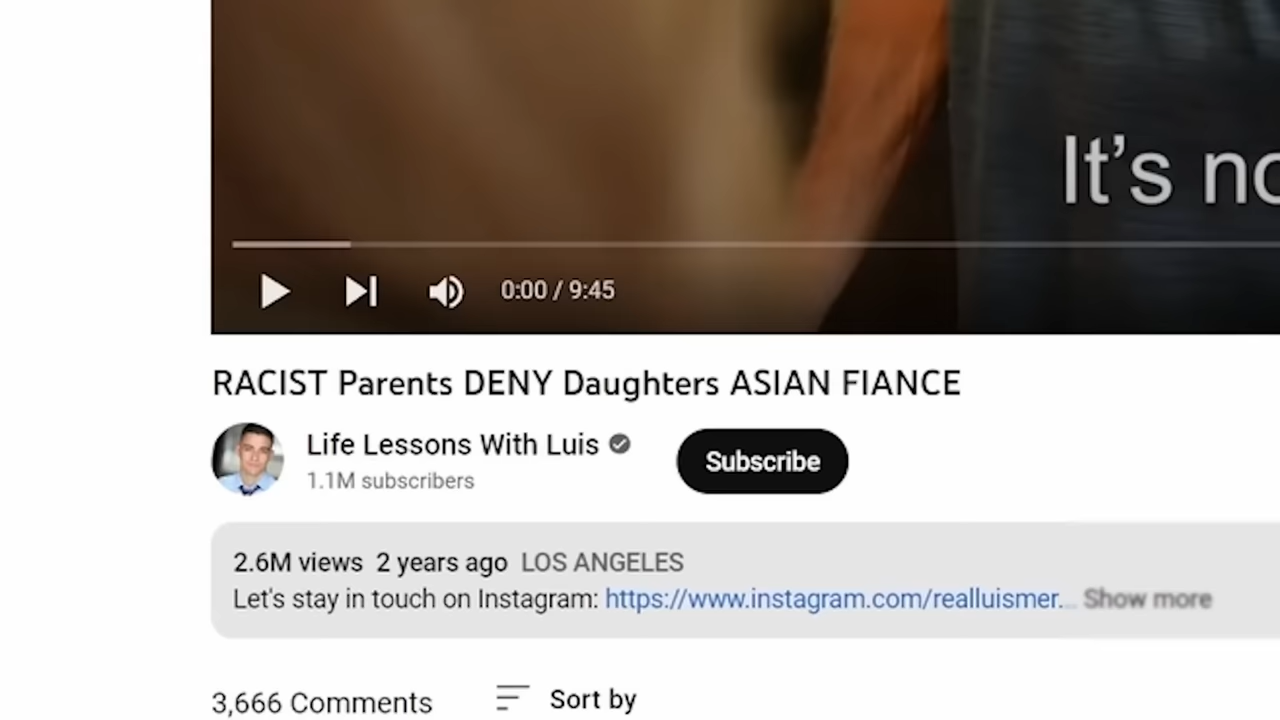 It's
0:00 / 9:45
RACIST Parents DENY Daughters ASIAN FIANCE
Life Lessons With Luis
Subscribe
1.1M subscribers
2.6M views 2 years ago LOS ANGELES
Let's stay in touch on Instagram: https://www.instagram.com/realluismer... Show more
3,666 Comments
Sort by